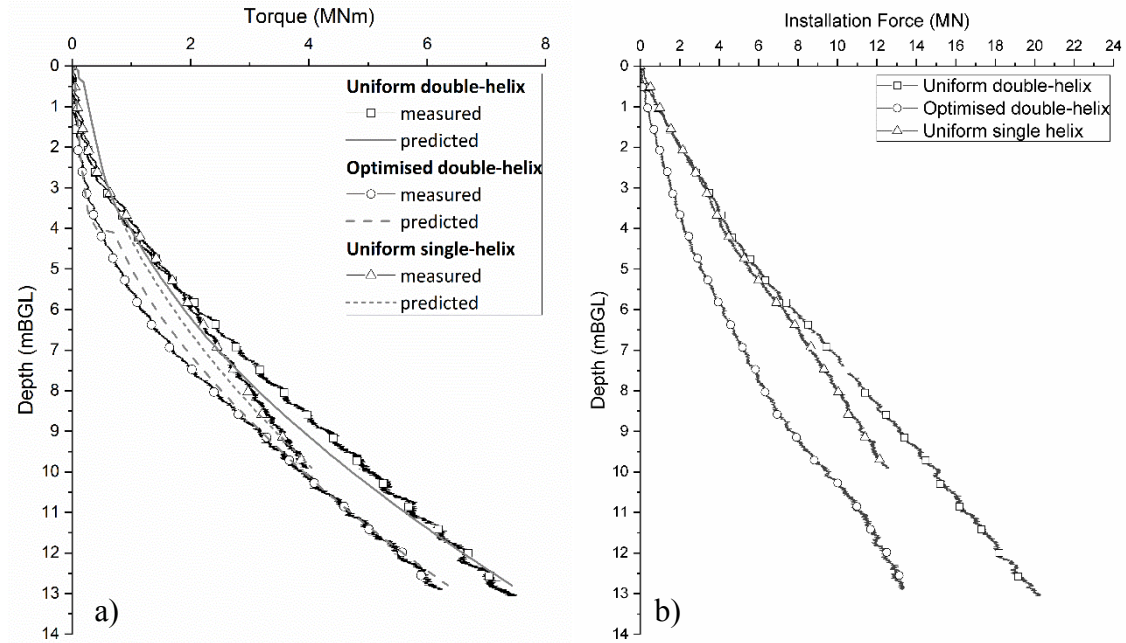 Torque (MNm)
0 2 4 6 8
0
1
2
3
4
5
6
7
8
9
10
11
12
13
14
Depth (mBGL)
Uniform double-helix
measured
predicted
Optimised double-helix
measured
predicted
Uniform single-helix
measured
predicted
a)
Installation Force (MN)
0 2 4 6 8 10 12 14 16 18 20 22 24
0
1
2
3
4
5
6
7
8
9
10
11
12
13
14
Depth (mBGL)
Uniform double-helix
Optimised double-helix
Uniform single helix
b)